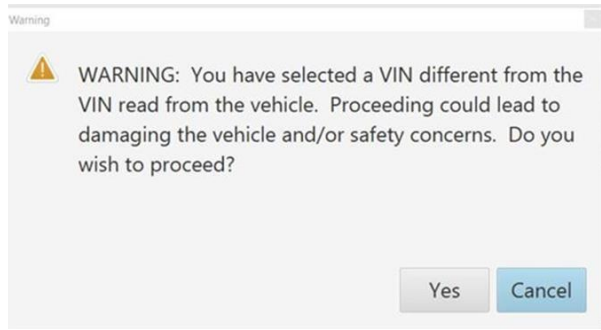 Warning
WARNING: You have selected a VIN different from the
VIN read from the vehicle. Proceeding could lead to
damaging the vehicle and/or safety concerns. Do you
wish to proceed?
Yes Cancel